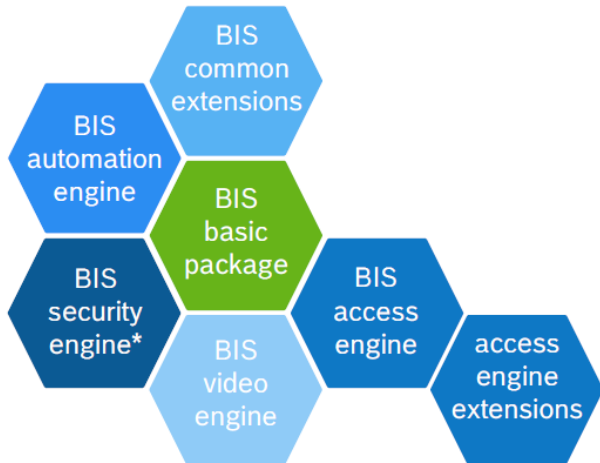 BIS
common
extensions
BIS
automation
engine
BIS
basic
package
BIS
security
engine*
BIS
access
engine
BIS
video
engine
access
engine
extensions